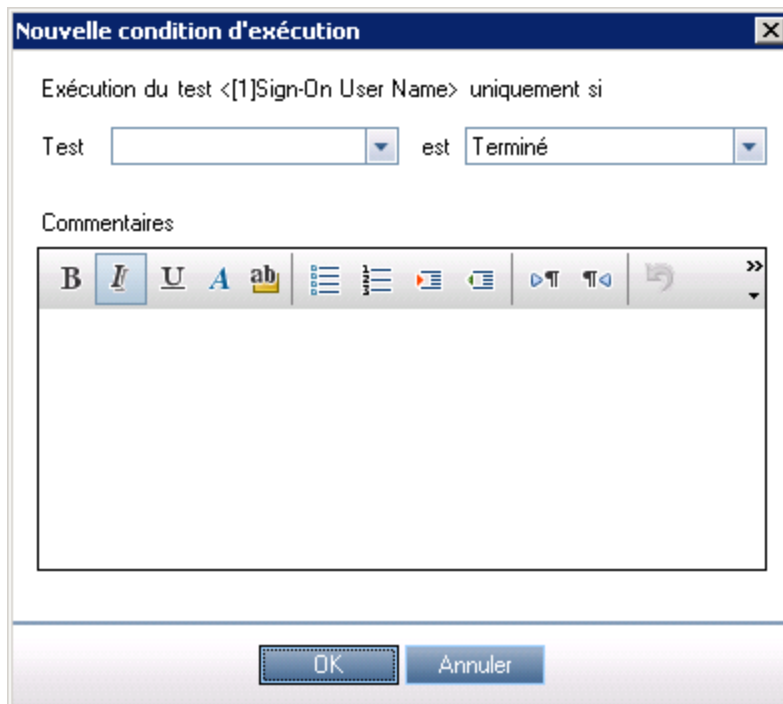 Nouvelle condition d'exécution
Exécution du test <[1]Sign-On User Name> uniquement si
Test est Terminé
Commentaires
B I U A ab
OK Annuler